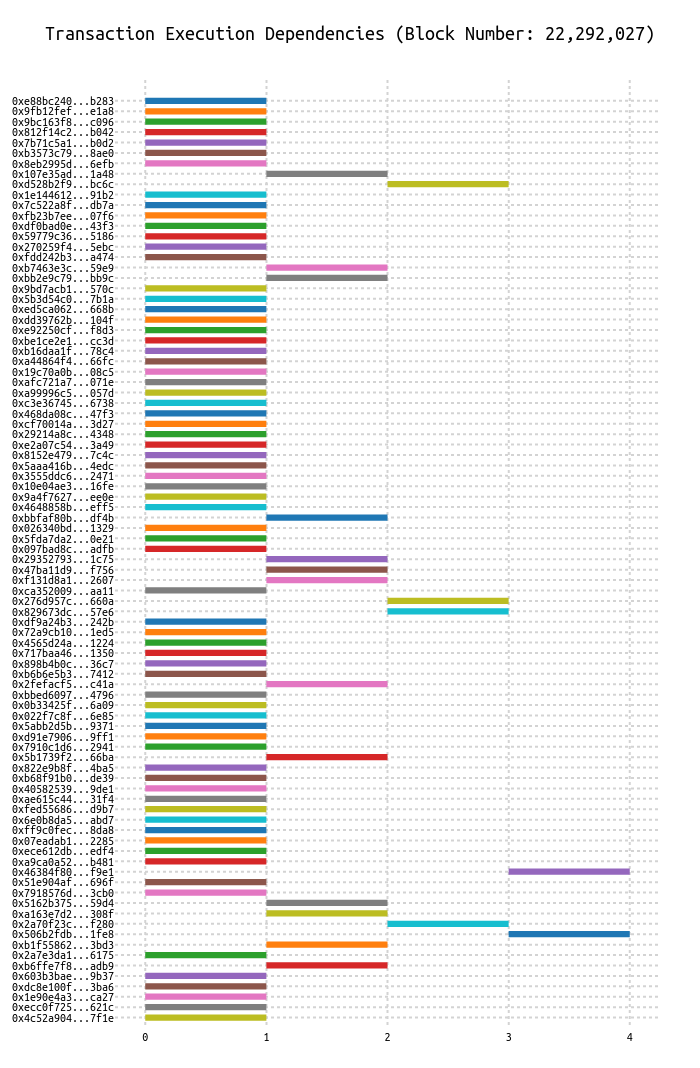 Transaction Execution Dependencies (Block Number: 22,292,027)
0xe88bc240...b283
0x9fb12fef...e1a8
0x9bc163f8...c096
0x812f14c2...b042
0x7b71c5a1...b0d2
0xb3573c79...8ae0
0x8eb2995d...6efb
0x107e35ad...1a48
0xd528b2f9...bc6c
0x1e144612...91b2
0x7c522a8f...db7a
0xfb23b7ee...07f6
0xdf0bad0e...43f3
0x59779c36...5186
0x270259f4...5ebc
0xfdd242b3...a474
0xb7463e3c...59e9
0xbb2e9c79...bb9c
0x9bd7acb1...570c
0x5b3d54c0...7b1a
0xed5ca062...668b
0xdd39762b...104f
0xe92250cf...f8d3
0xbe1ce2e1...cc3d
0xb16daa1f...78c4
0xa44864f4...66fc
0x19c70a0b...08c5
0xafc721a7...071e
0xa99996c5...057d
0xc3e36745...6738
0x468da08c...47f3
0xcf70014a...3d27
0x29214a8c...4348
0xe2a07c54...3a49
0x8152e479...7c4c
0x5aaa416b...4edc
0x3555ddc6...2471
0x10e04ae3...16fe
0x9a4f7627...ee0e
0x4648858b...eff5
0xbbfaf80b...df4b
0x026340bd...1329
0x5fda7da2...0e21
0x097bad8c...adfb
0x29352793...1c75
0x47ba11d9...f756
0xf131d8a1...2607
0xca352009...aa11
0x276d957c...660a
0x829673dc...57e6
0xdf9a24b3...242b
0x72a9cb10...1ed5
0x4565d24a...1224
0x717baa46...1350
0x898b4b0c...36c7
0xb6b6e5b3...7412
0x2fefacf5...c41a
0xbbed6097...4796
0x0b33425f...6a09
0x022f7c8f...6e85
0x5abb2d5b...9371
0xd91e7906...9ff1
0x7910c1d6...2941
0x5b1739f2...66ba
0x822e9b8f...4ba5
0xb68f91b0...de39
0x40582539...9de1
0xae615c44...31f4
0xfed55686...d9b7
0x6e0b8da5...abd7
0xff9c0fec...8da8
0x07eadab1...2285
0xece612db...edf4
0xa9ca0a52...b481
0x46384f80...f9e1
0x51e904af...696f
0x7918576d...3cb0
0x5162b375...59d4
0xa163e7d2...308f
0x2a70f23c...f280
0x506b2fdb...1fe8
0xb1f55862...3bd3
0x2a7e3da1...6175
0xb6ffe7f8...adb9
0x603b3bae...9b37
0xdc8e100f...3ba6
0x1e90e4a3...ca27
0xecc0f725...621c
0x4c52a904...7f1e
0 1 2 3 4